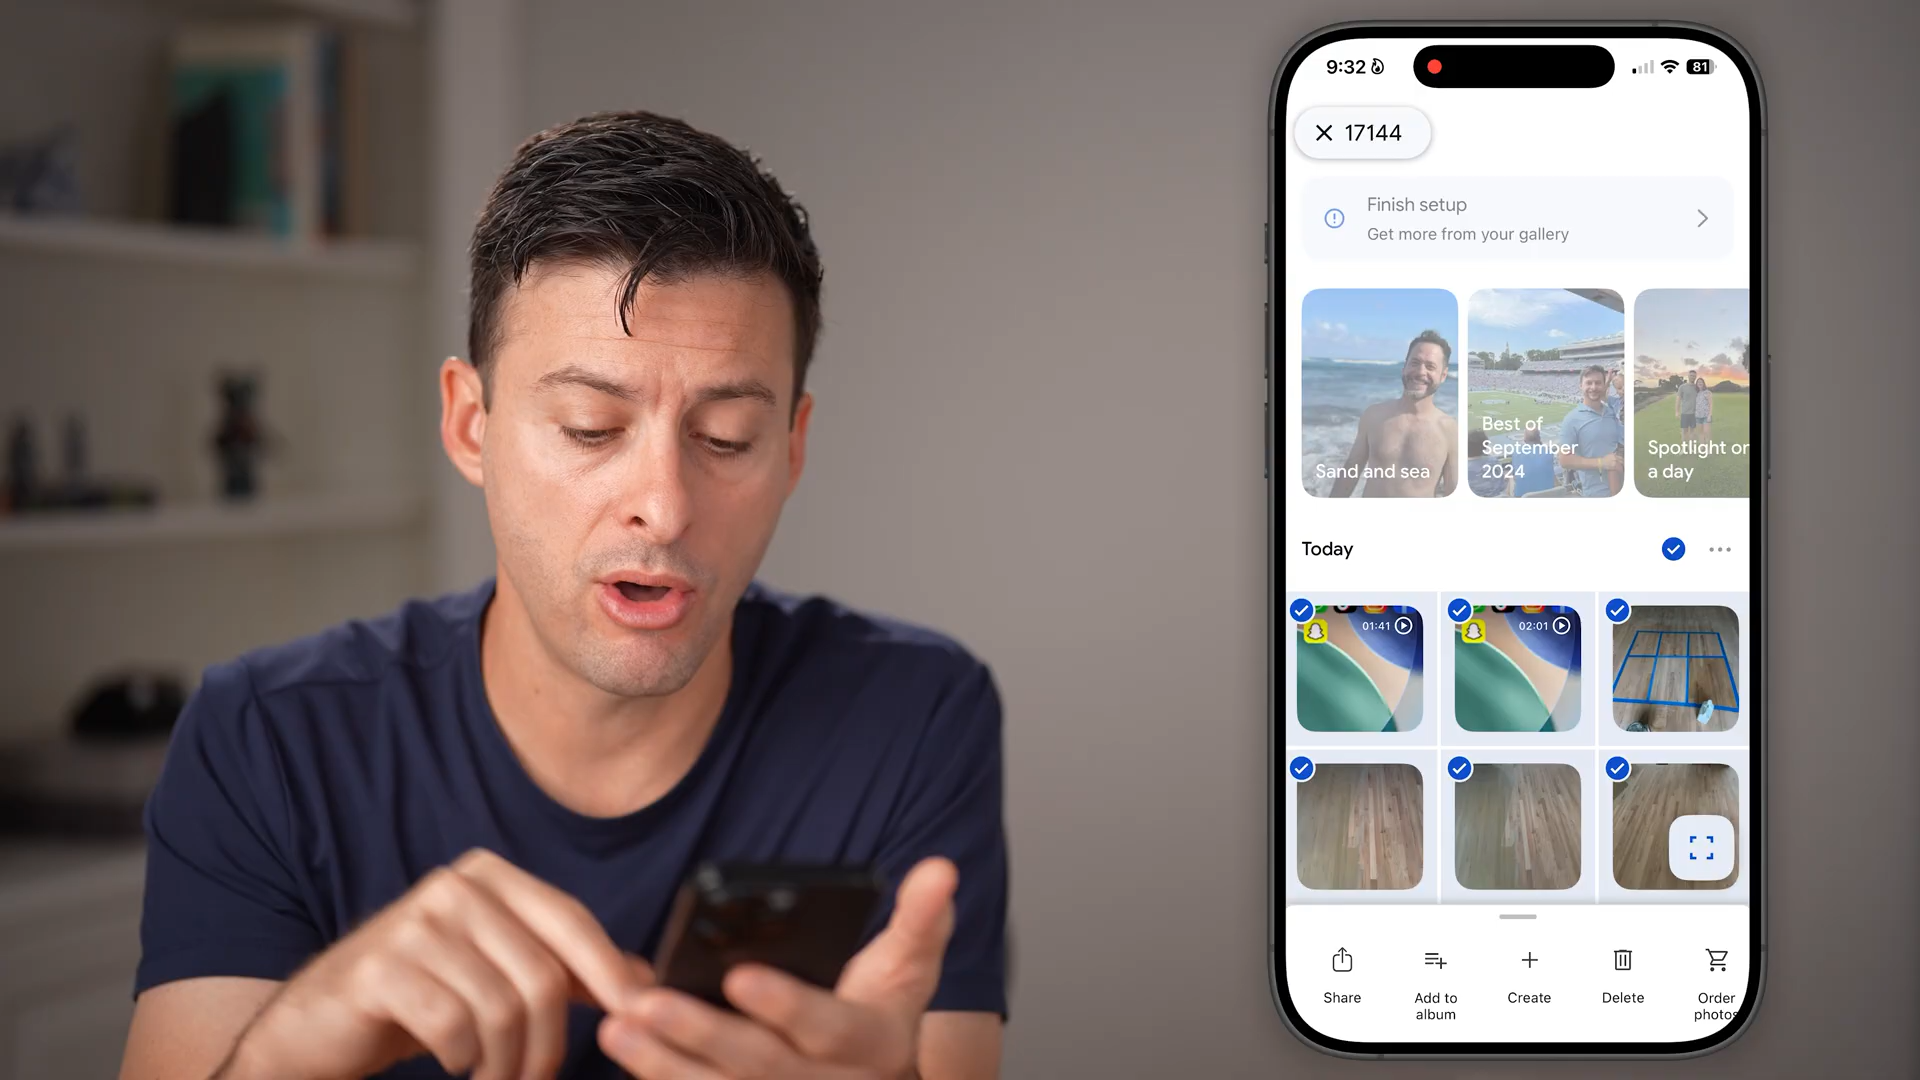 9:32
81
17144
Finish setup
Get more from your gallery
Sand and sea
Best of
September
2024
Spotlight or
a day
Today
01:41
02:01
Share
Add to
album
Create
Delete
Order
photos